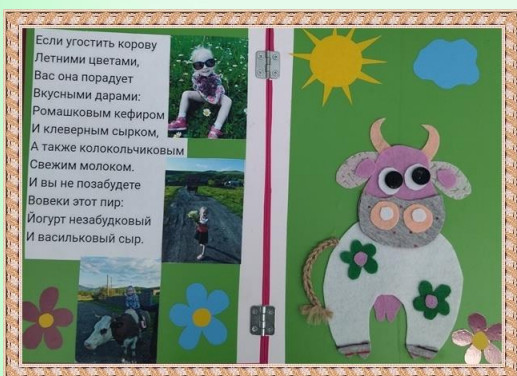 Если угостить корову
Летними цветами,
Вас она порадует
Вкусными дарами:
Ромашковым кефиром
И клеверным сырком,
А также колокольчиковым
Свежим молоком.
И вы не позабудете
Вовеки этот пир:
Йогурт незабудковый
И васильковый сыр.